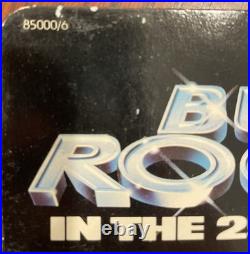 85000/6
BU
RO
IN THE 2